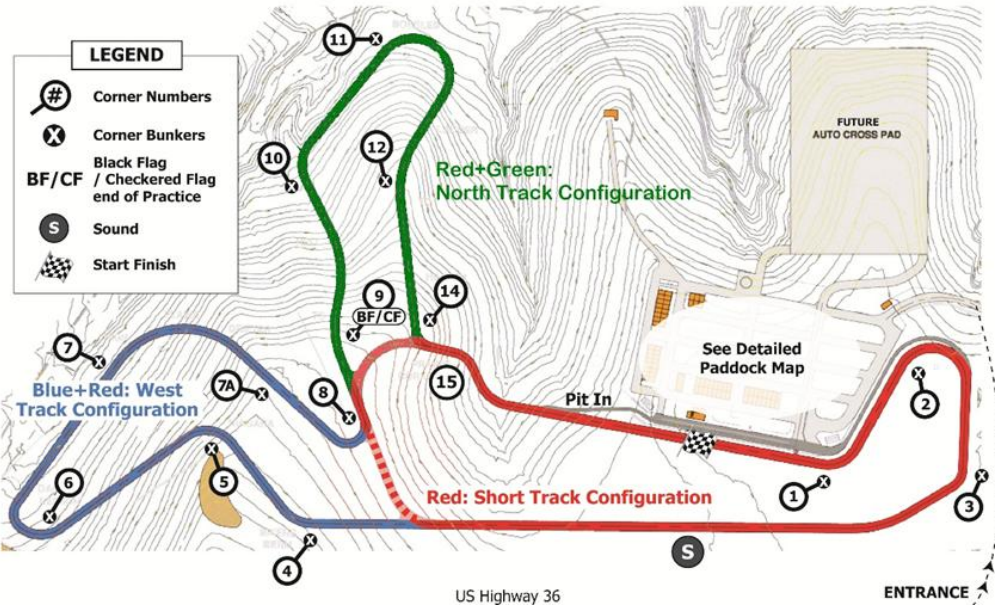 LEGEND
#
Corner Numbers
X
Corner Bunkers
BF/CF
Black Flag
/ Checkered Flag
end of Practice
S
Sound
Start Finish
11
10
12
Red+Green:
North Track Configuration
FUTURE
AUTO CROSS PAD
9
BF/CF
14
7
7A
8
15
Blue+Red: West
Track Configuration
See Detailed
Paddock Map
Pit In
2
6
5
Red: Short Track Configuration
1
3
4
S
US Highway 36
ENTRANCE